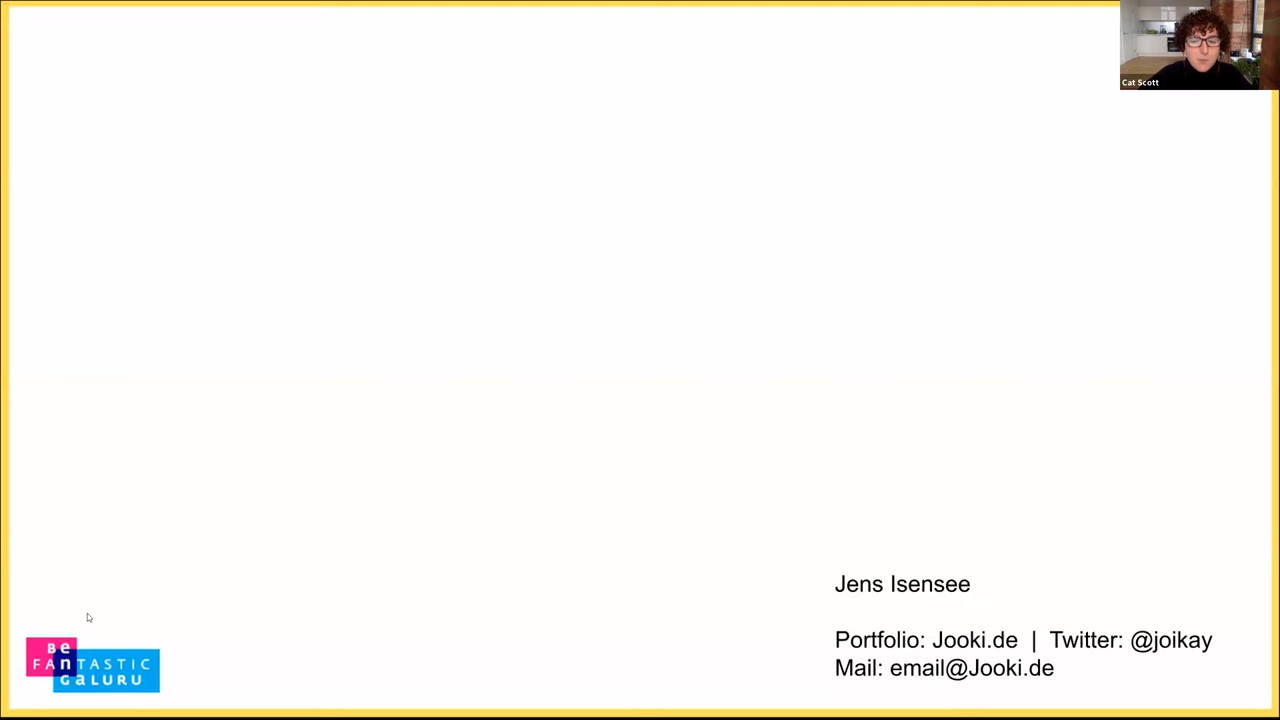 Cat Scott
Jens Isensee
Portfolio: Jooki.de | Twitter: @joikay
Mail: email@Jooki.de
Be
FANTASTIC
GaLURU